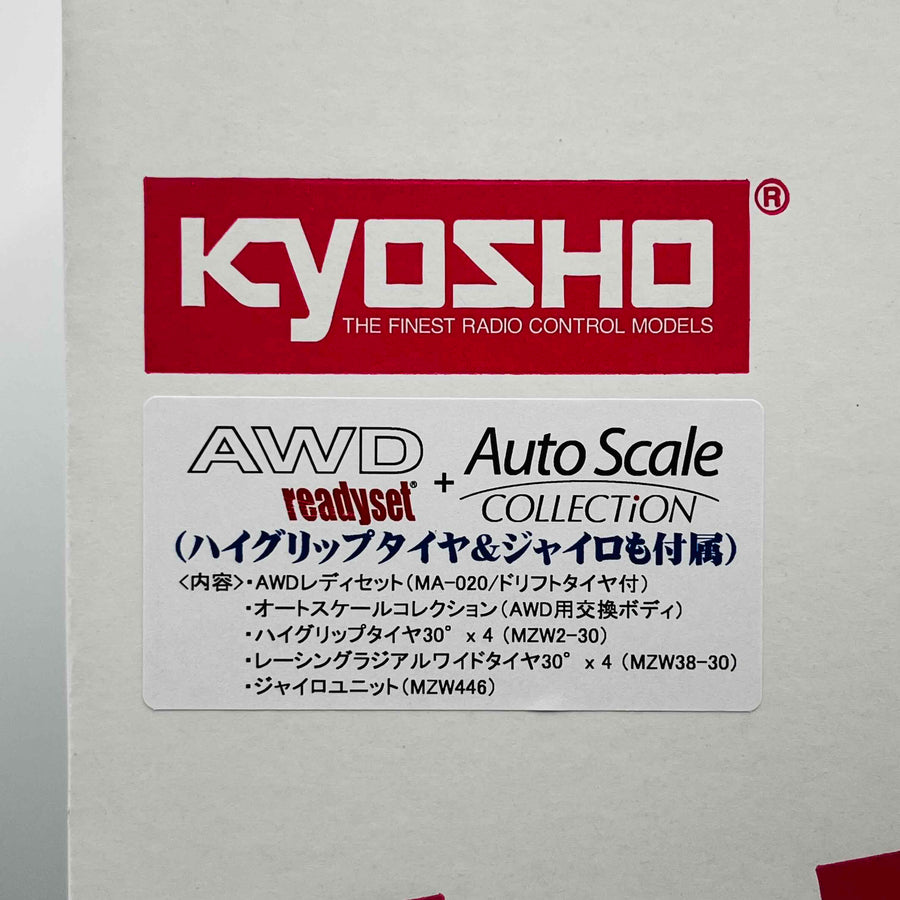 KYOSHO®
THE FINEST RADIO CONTROL MODELS
AWD
readyset®
+
Auto Scale
COLLECTiON
（ハイグリップタイヤ&ジャイロも付属）
<内容>・AWDレディセット（MA-020/ドリフトタイヤ付）
・オートスケールコレクション（AWD用交換ボディ）
・ハイグリップタイヤ30° x 4（MZW2-30）
・レーシングラジアルワイドタイヤ30° x 4（MZW38-30）
・ジャイロユニット（MZW446）